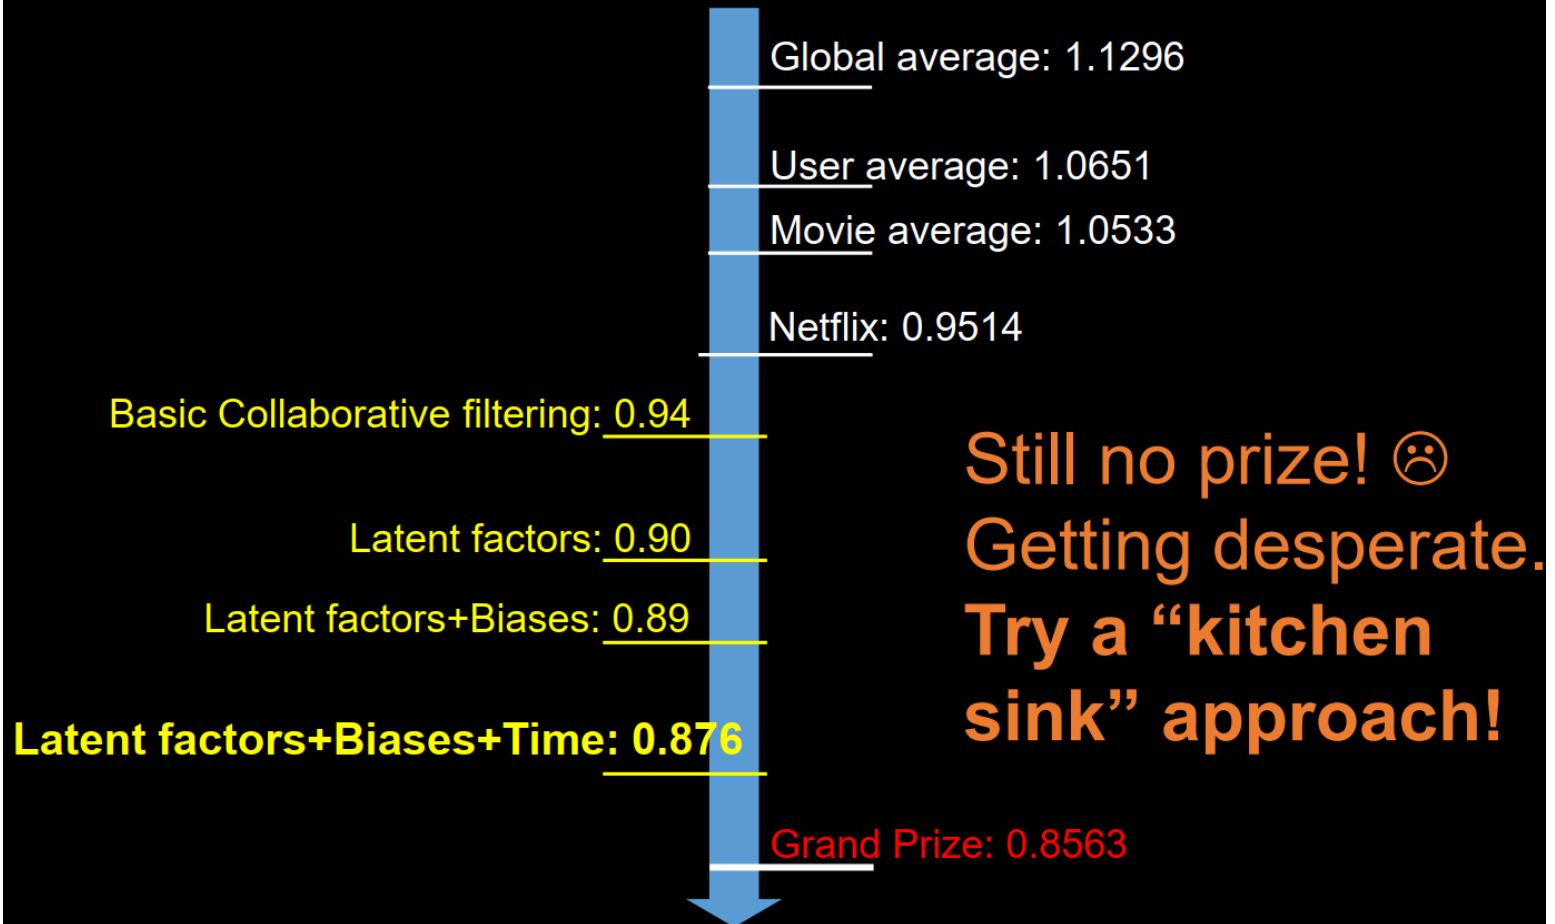 Global average: 1.1296
User average: 1.0651
Movie average: 1.0533
Netflix: 0.9514
Basic Collaborative filtering: 0.94
Latent factors: 0.90
Latent factors+Biases: 0.89
Latent factors+Biases+Time: 0.876
Grand Prize: 0.8563
Still no prize! ☹
Getting desperate.
Try a “kitchen
sink” approach!